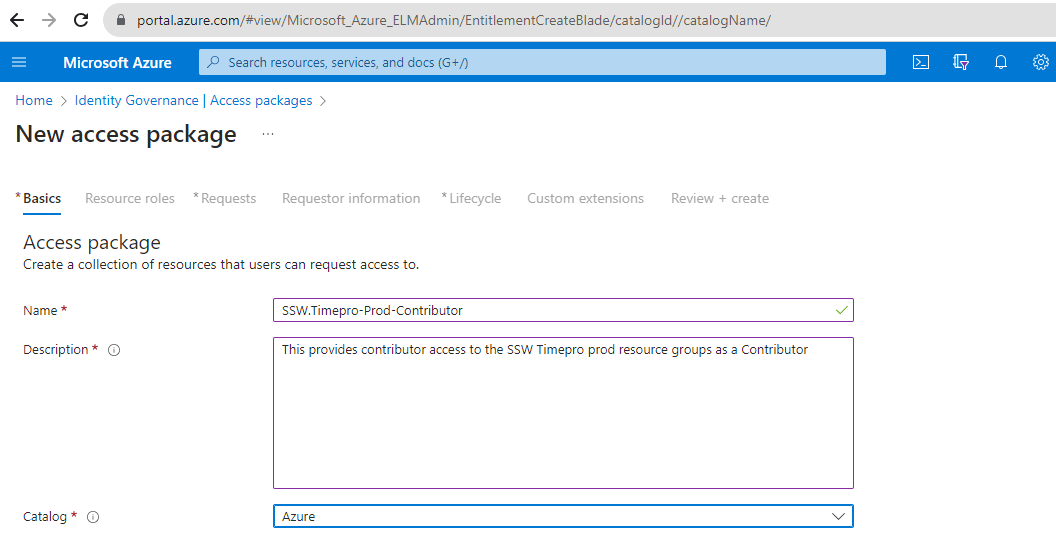 portal.azure.com/#view/Microsoft_Azure_ELMAdmin/EntitlementCreateBlade/catalogId//catalogName/
Microsoft Azure Search resources, services, and docs (G+/)
Home > Identity Governance | Access packages >
New access package ...
* Basics Resource roles * Requests Requestor information * Lifecycle Custom extensions Review + create
Access package
Create a collection of resources that users can request access to.
Name * SSW.Timepro-Prod-Contributor
Description * This provides contributor access to the SSW Timepro prod resource groups as a Contributor
Catalog * Azure